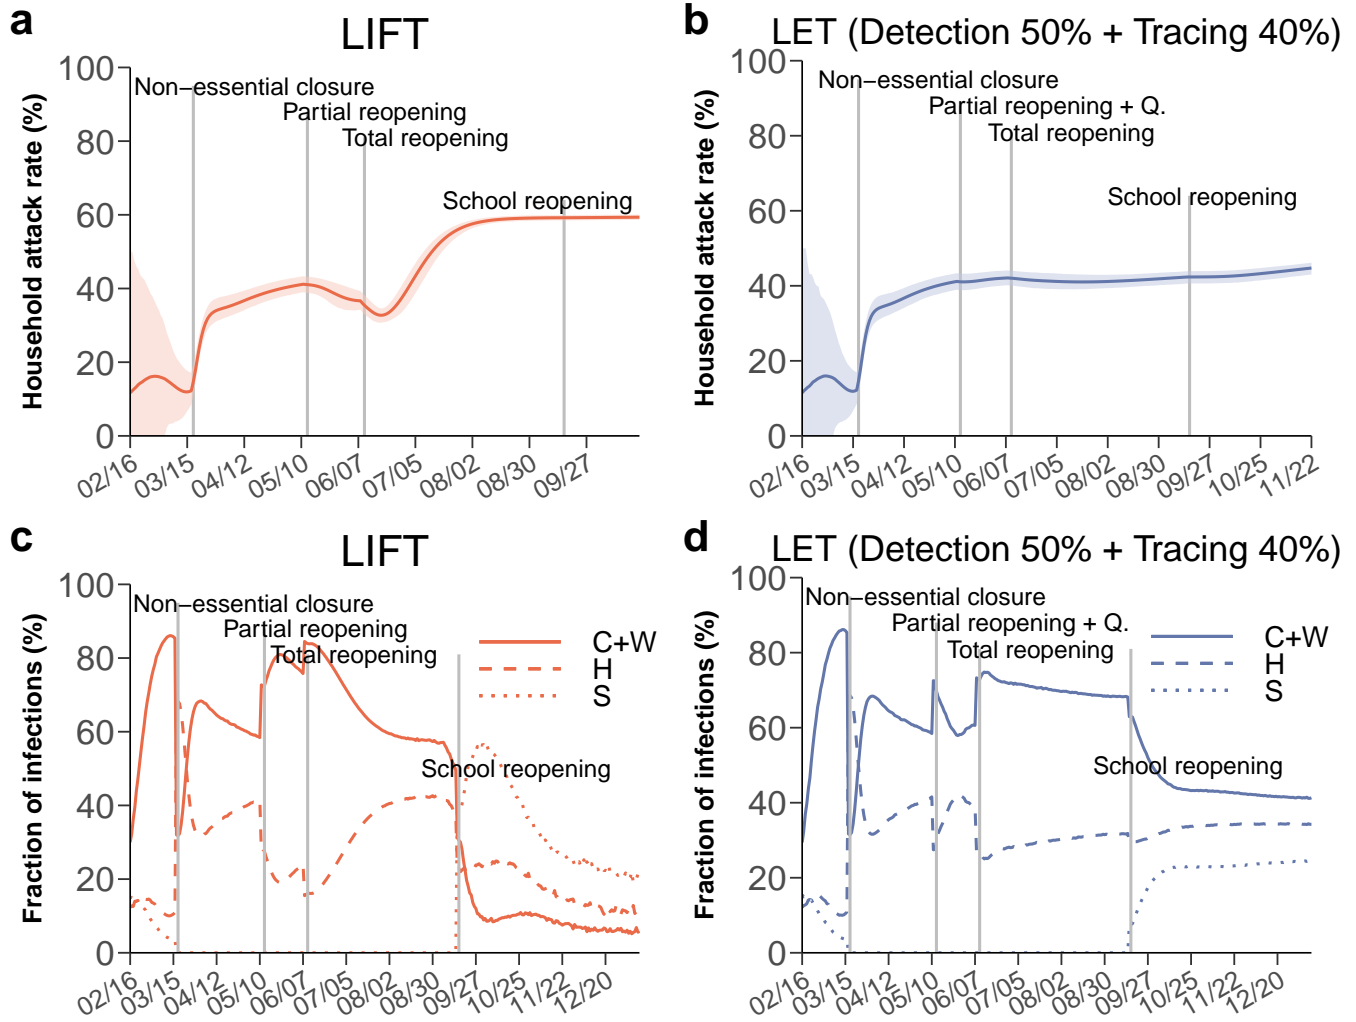 a
LIFT
Household attack rate (%)
100
80
60
40
20
0
Non−essential closure
Partial reopening
Total reopening
School reopening
02/16
03/15
04/12
05/10
06/07
07/05
08/02
08/30
09/27
b
LET (Detection 50% + Tracing 40%)
Household attack rate (%)
100
80
60
40
20
0
Non−essential closure
Partial reopening + Q.
Total reopening
School reopening
02/16
03/15
04/12
05/10
06/07
07/05
08/02
08/30
09/27
10/25
11/22
c
LIFT
Fraction of infections (%)
100
80
60
40
20
0
Non−essential closure
Partial reopening
Total reopening
School reopening
C+W
H
S
02/16
03/15
04/12
05/10
06/07
07/05
08/02
08/30
09/27
10/25
11/22
12/20
d
LET (Detection 50% + Tracing 40%)
Fraction of infections (%)
100
80
60
40
20
0
Non−essential closure
Partial reopening + Q.
Total reopening
School reopening
C+W
H
S
02/16
03/15
04/12
05/10
06/07
07/05
08/02
08/30
09/27
10/25
11/22
12/20